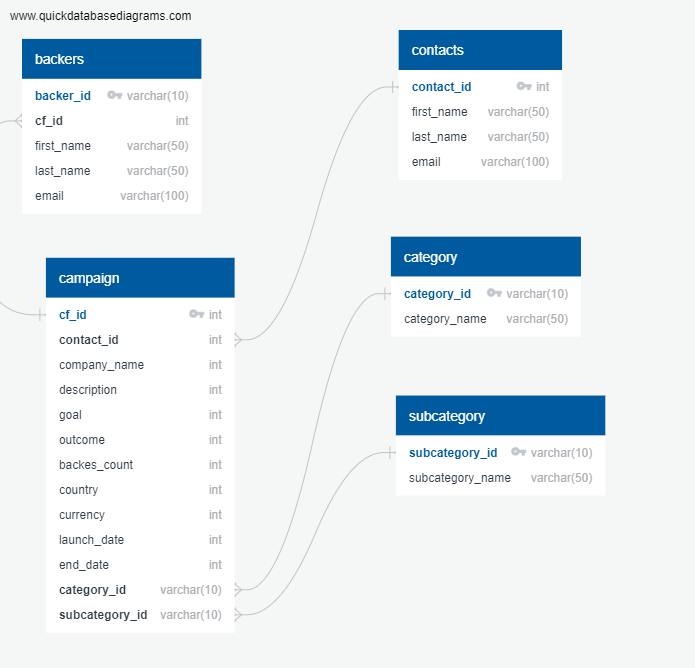 www.quickdatabasediagrams.com
backers
backer_id varchar(10)
cf_id int
first_name varchar(50)
last_name varchar(50)
email varchar(100)
contacts
contact_id int
first_name varchar(50)
last_name varchar(50)
email varchar(100)
campaign
cf_id int
contact_id int
company_name int
description int
goal int
outcome int
backes_count int
country int
currency int
launch_date int
end_date int
category_id varchar(10)
subcategory_id varchar(10)
category
category_id varchar(10)
category_name varchar(50)
subcategory
subcategory_id varchar(10)
subcategory_name varchar(50)